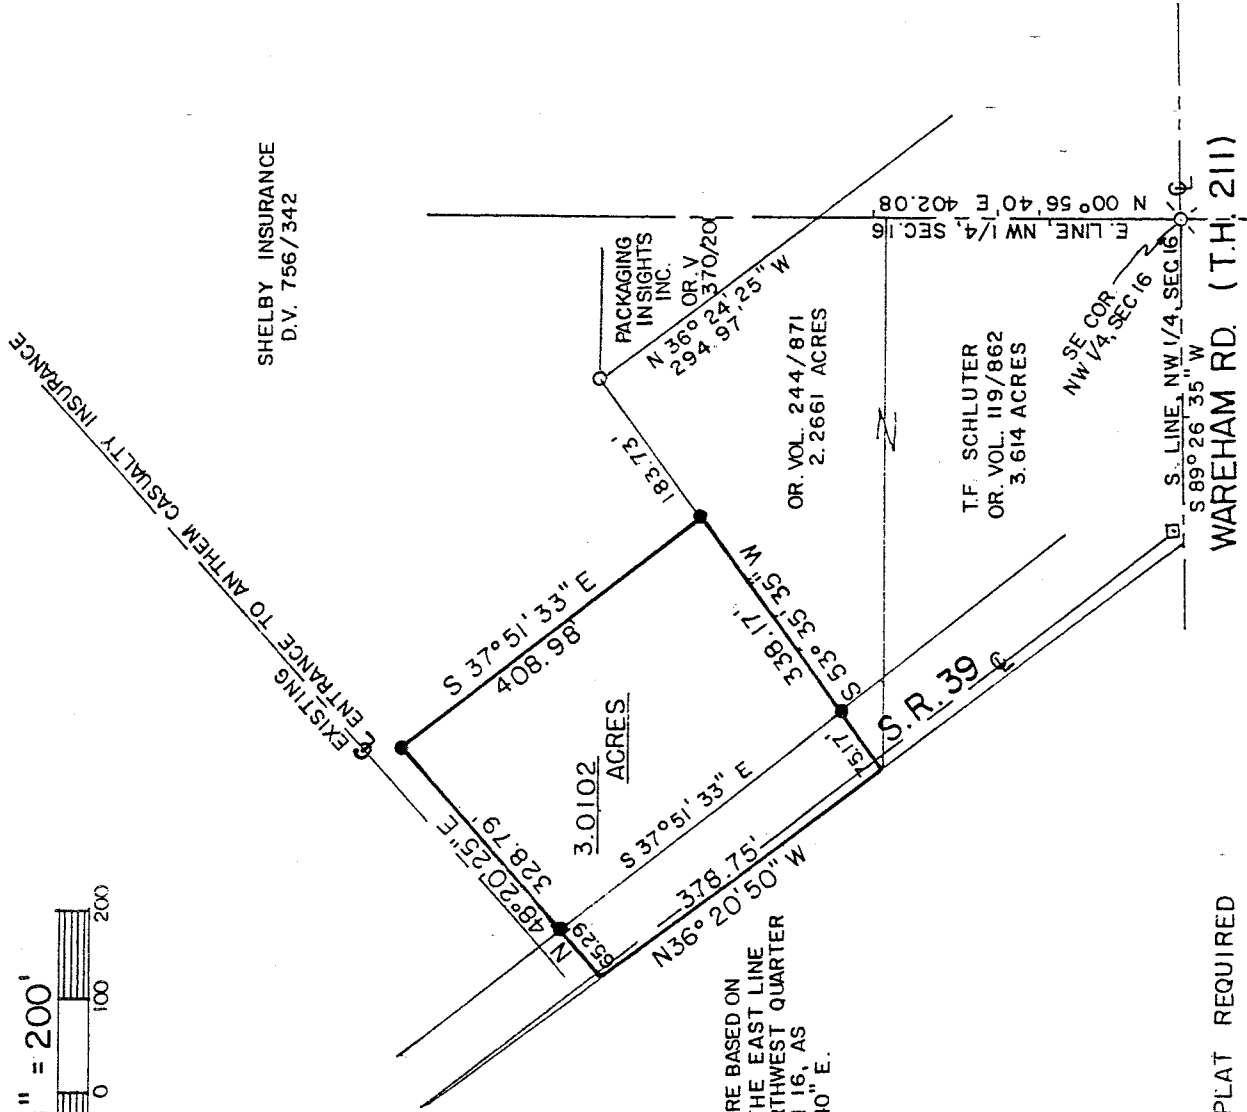 " = 200'
0
100
200
SHELBY INSURANCE
D.V. 756/342
EXISTING
℄ ENTRANCE TO ANTHEM CASUALTY INSURANCE
PACKAGING
INSIGHTS
INC.
OR. V
370/20
N 36° 24' 25" W
294.97'
183.73'
E. LINE, NW 1/4, SEC.16
N 00° 56' 40" E 402.08'
S 37° 51' 33" E
408.98'
N 48° 20' 25" E
328.79'
65.29
3.0102
ACRES
338.17'
S 53° 35' 35" W
75.17'
S 37° 51' 33" E
378.75'
N36° 20' 50" W
S.R. 39 ℄
OR. VOL. 244/871
2.2661 ACRES
T.F. SCHLUTER
OR. VOL. 119/862
3.614 ACRES
SE. COR.
NW 1/4, SEC 16
S. LINE, NW 1/4, SEC 16
S 89° 26' 35" W
℄
WAREHAM RD. (T.H. 211)
RE BASED ON
HE EAST LINE
RTHWEST QUARTER
16, AS
40" E.
PLAT REQUIRED